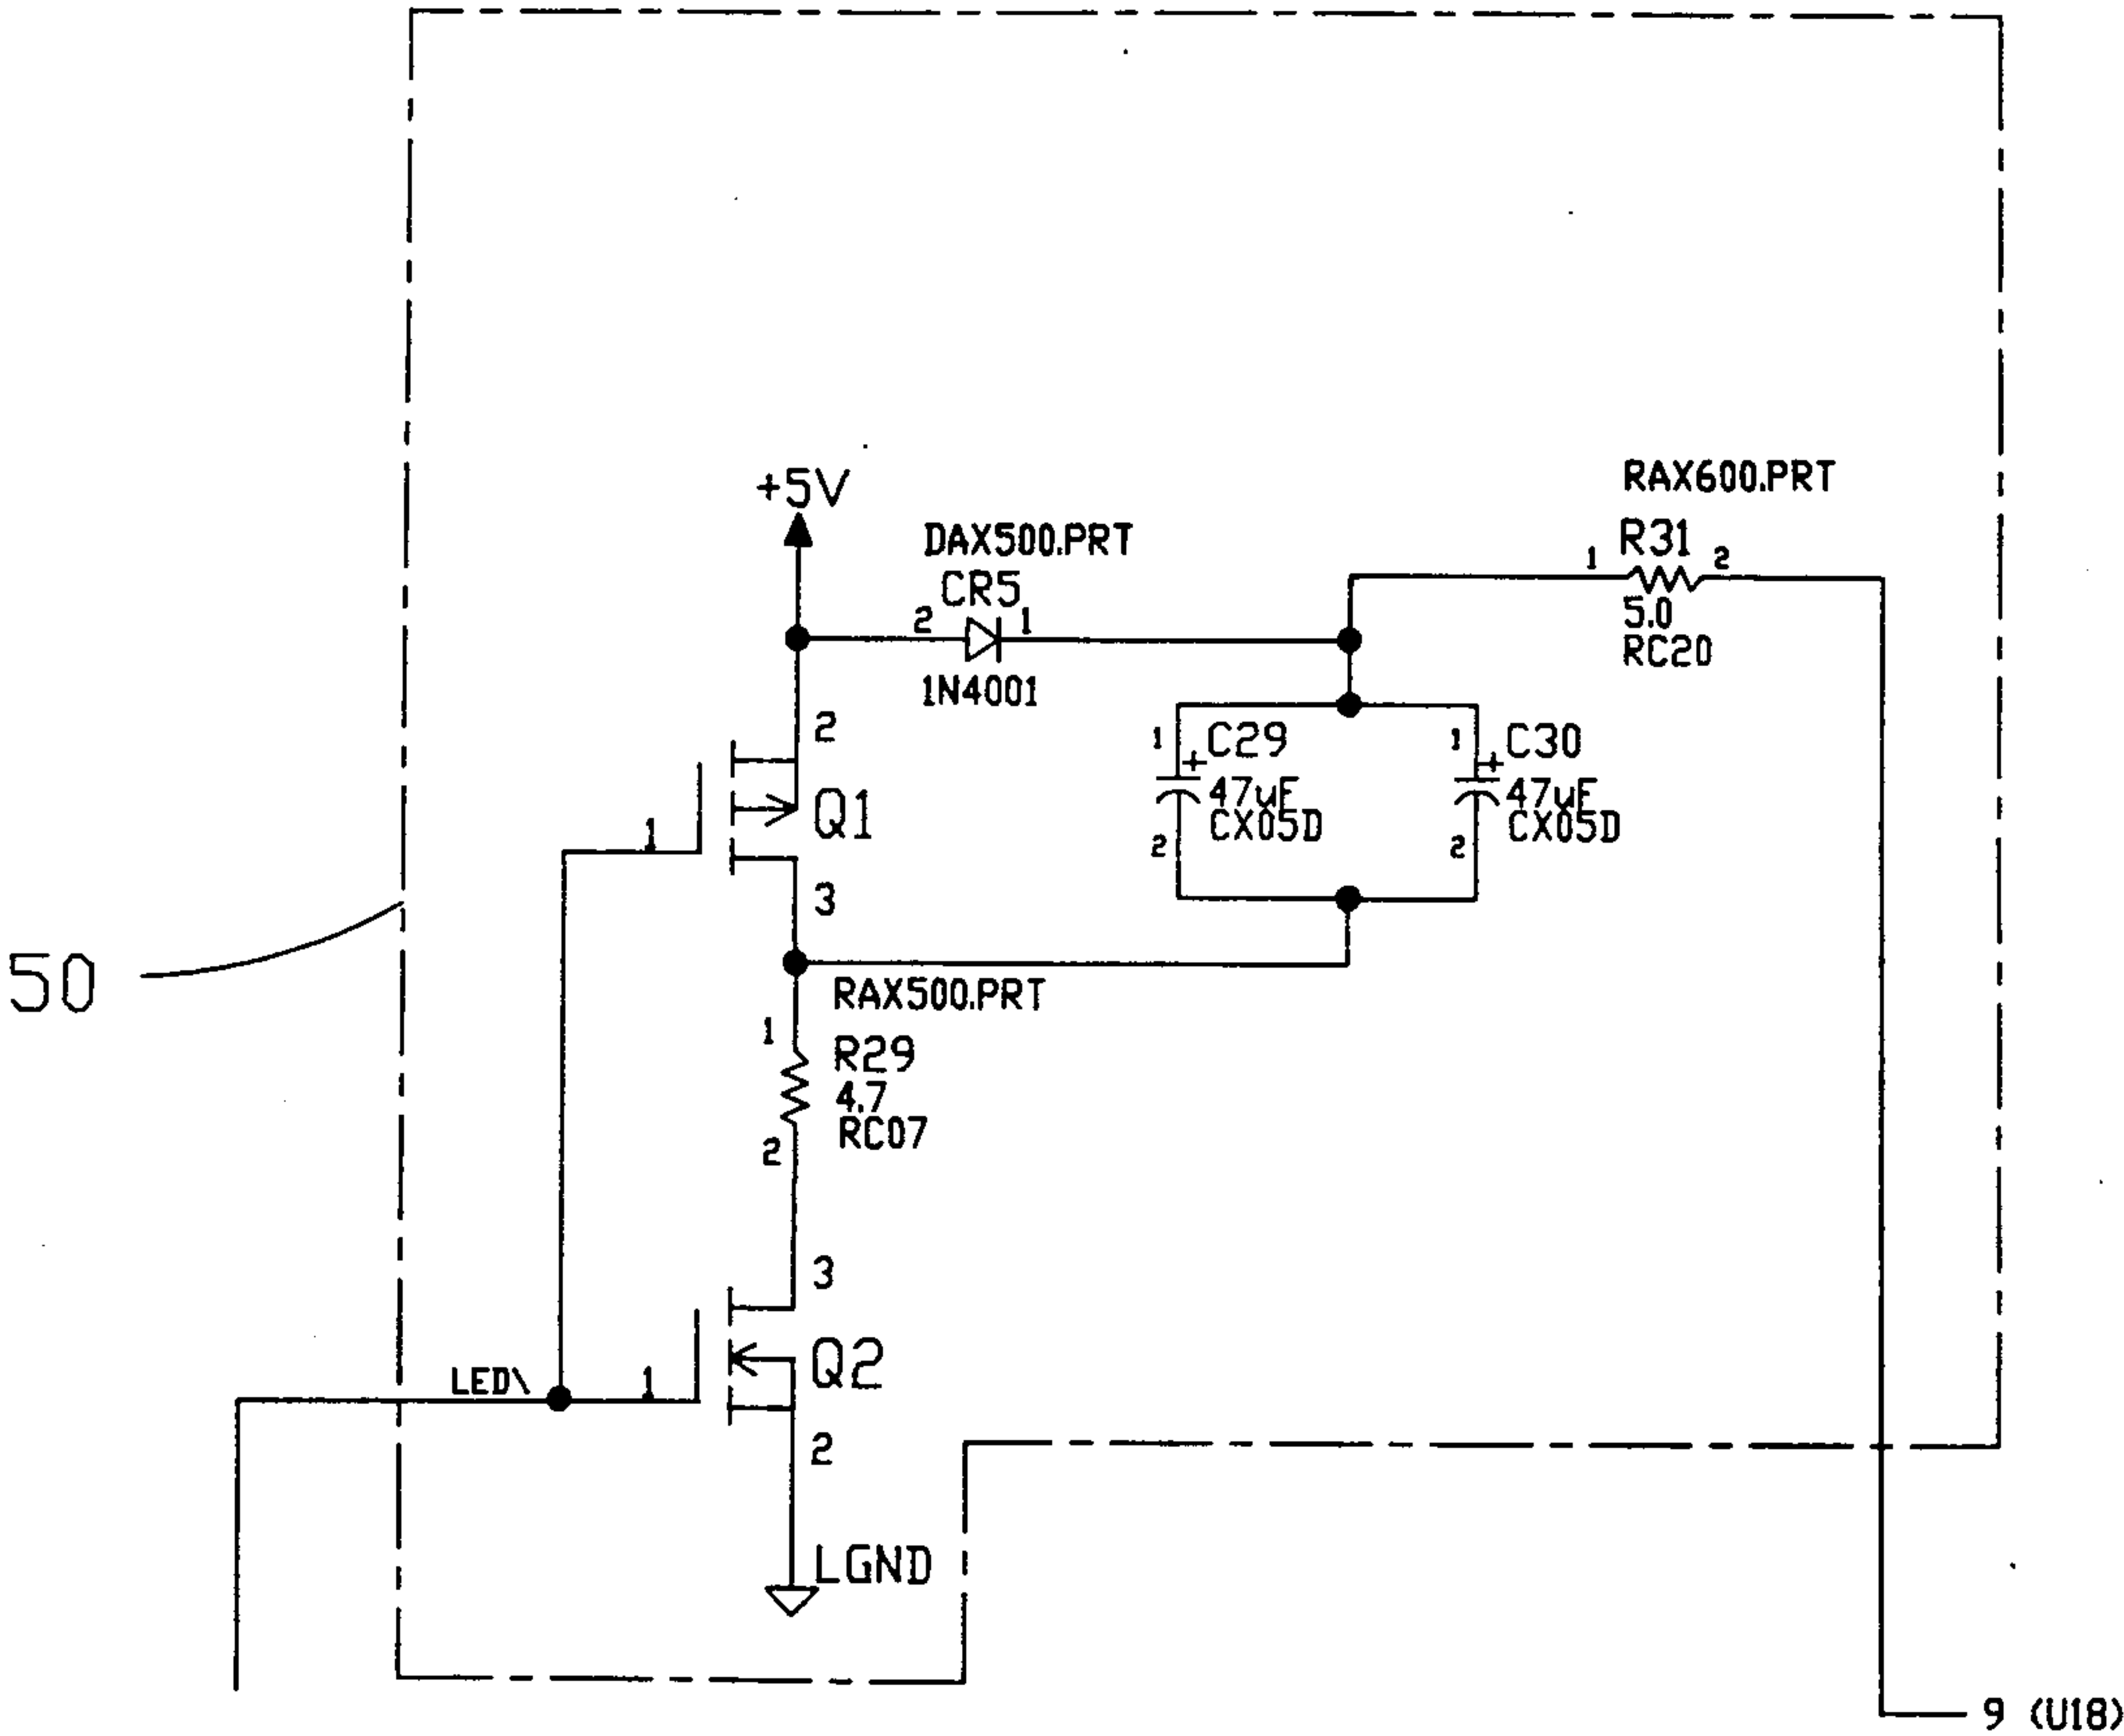 +5V
RAX600.PRT
DAX500.PRT
R31
1 2
CR5
5.0
2 1
RC20
1N4001
2
1 C29
1 C30
+ +
47uF
47uF
Q1
CX05D
CX05D
1
2 2
3
50
RAX500.PRT
1
R29
4.7
RC07
2
3
Q2
LED\
1
2
LGND
9 (U18)